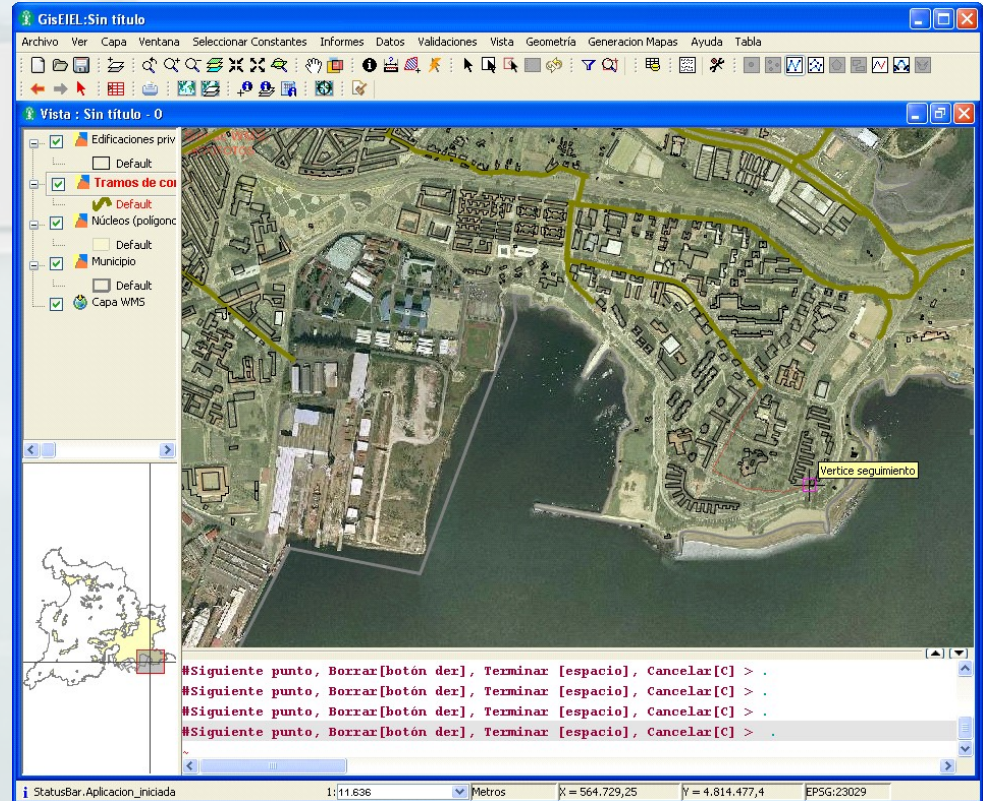 GisEIEL:Sin título
Archivo Ver Capa Ventana Seleccionar Constantes Informes Datos Validaciones Vista Geometría Generacion Mapas Ayuda Tabla
Vista : Sin título - 0
Edificaciones priv
Default
Tramos de con
Default
Núcleos (polígono
Default
Municipio
Default
Capa WMS
Vertice seguimiento
#Siguiente punto, Borrar[botón der], Terminar [espacio], Cancelar[C] > .
#Siguiente punto, Borrar[botón der], Terminar [espacio], Cancelar[C] > .
#Siguiente punto, Borrar[botón der], Terminar [espacio], Cancelar[C] > .
#Siguiente punto, Borrar[botón der], Terminar [espacio], Cancelar[C] > .
~
StatusBar.Aplicacion_iniciada 1: 11.636 Metros X = 564.729,25 Y = 4.814.477,4 EPSG:23029